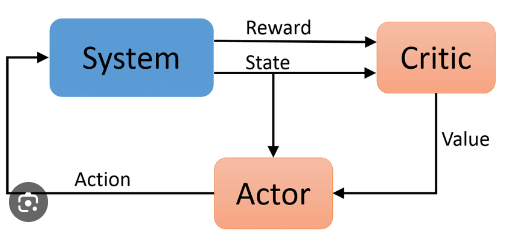 Reward
System
Critic
State
Value
Action
Actor